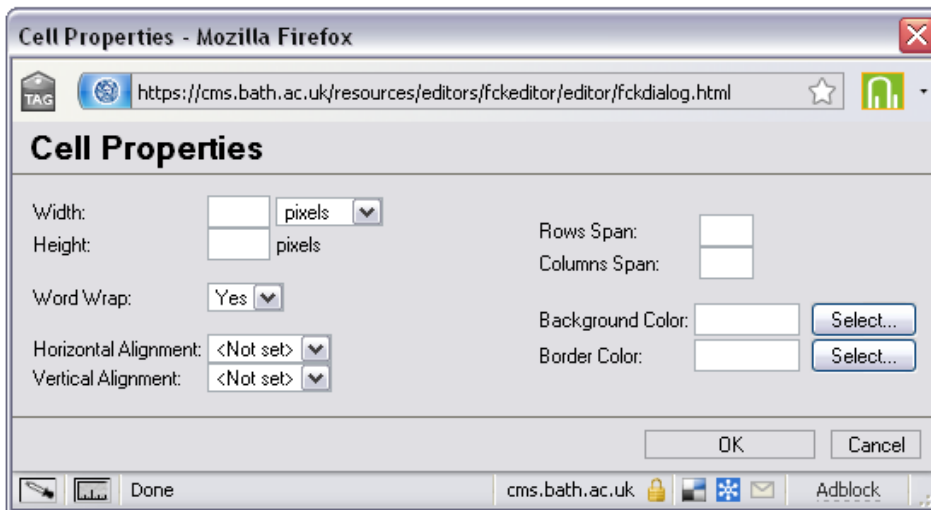 Cell Properties - Mozilla Firefox
TAG
https://cms.bath.ac.uk/resources/editors/fckeditor/editor/fckdialog.html
Cell Properties
Width: pixels
Height: pixels
Word Wrap: Yes
Horizontal Alignment: <Not set>
Vertical Alignment: <Not set>
Rows Span:
Columns Span:
Background Color: Select...
Border Color: Select...
OK Cancel
Done cms.bath.ac.uk Adblock